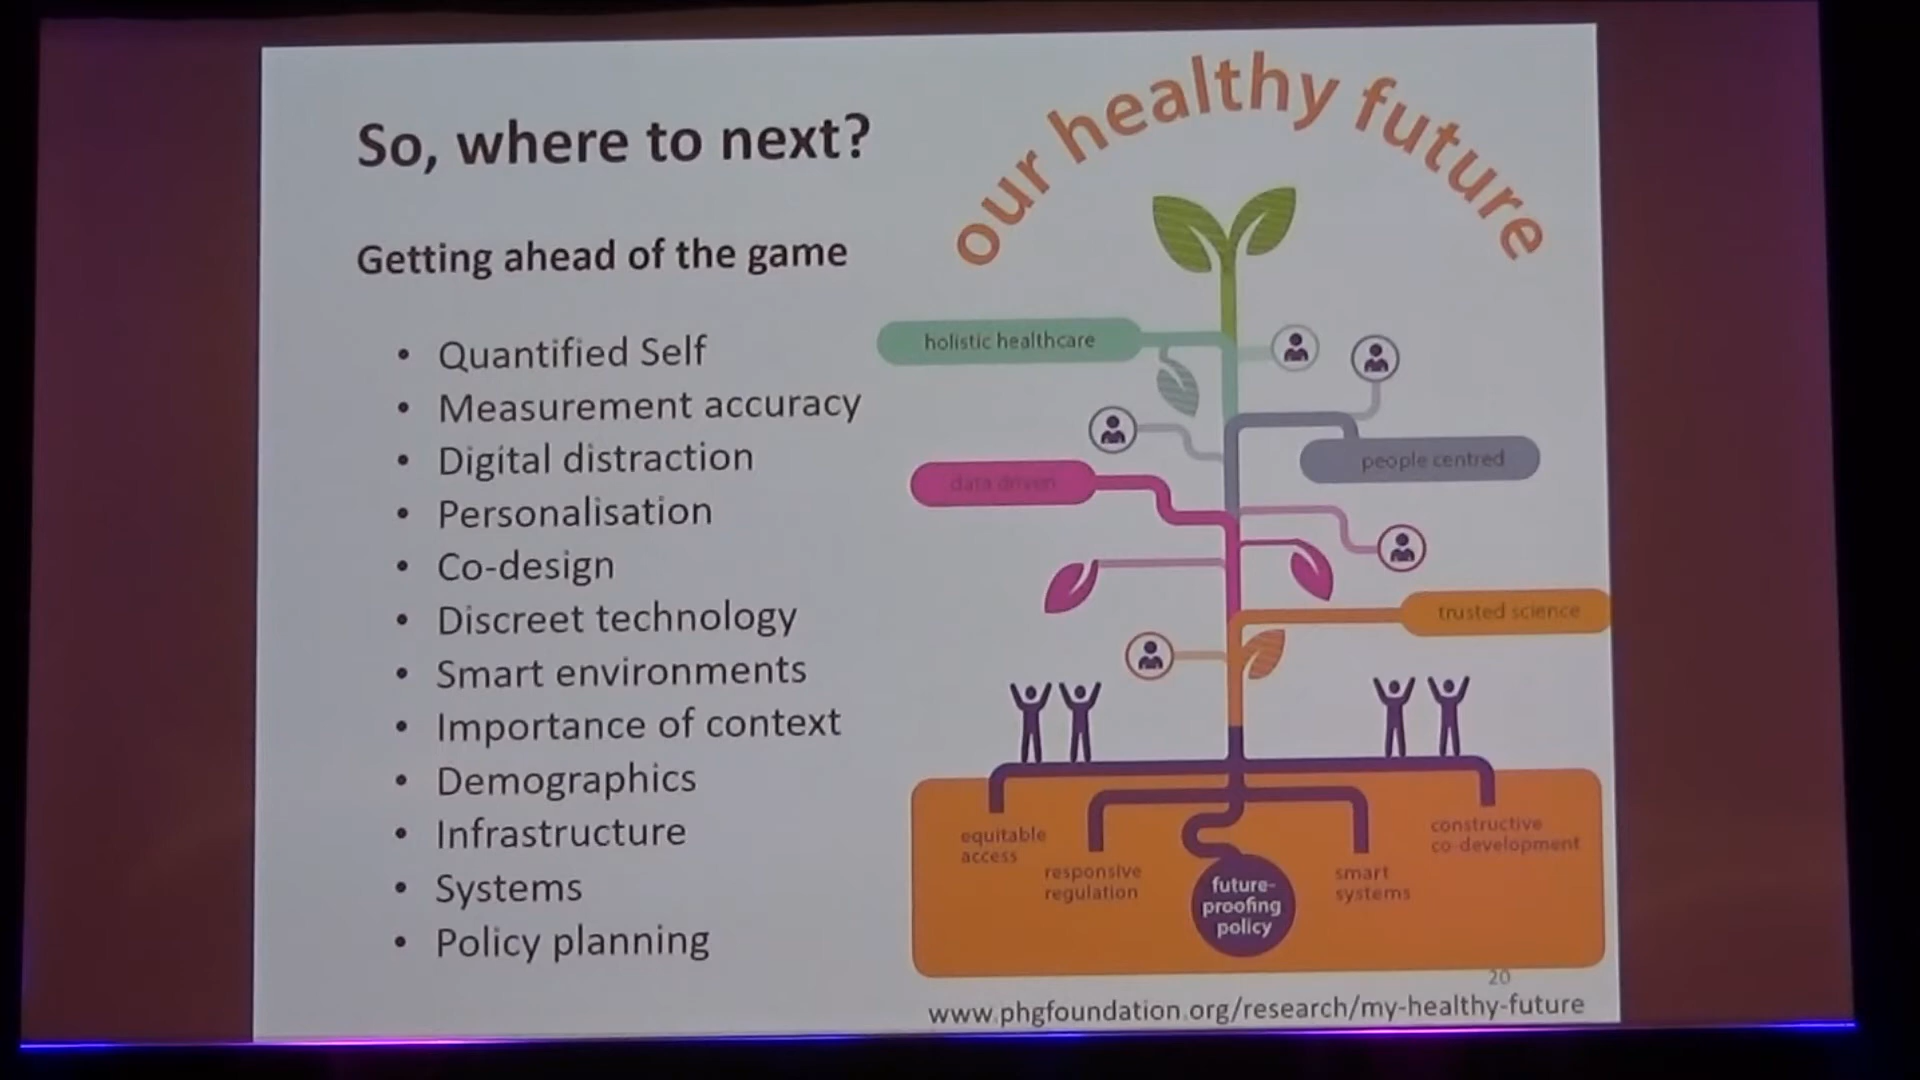 So, where to next?
Getting ahead of the game
• Quantified Self
• Measurement accuracy
• Digital distraction
• Personalisation
• Co-design
• Discreet technology
• Smart environments
• Importance of context
• Demographics
• Infrastructure
• Systems
• Policy planning
our healthy future
holistic healthcare
people centred
data driven
trusted science
equitable
access
responsive
regulation
future-
proofing
policy
smart
systems
constructive
co-development
20
www.phgfoundation.org/research/my-healthy-future